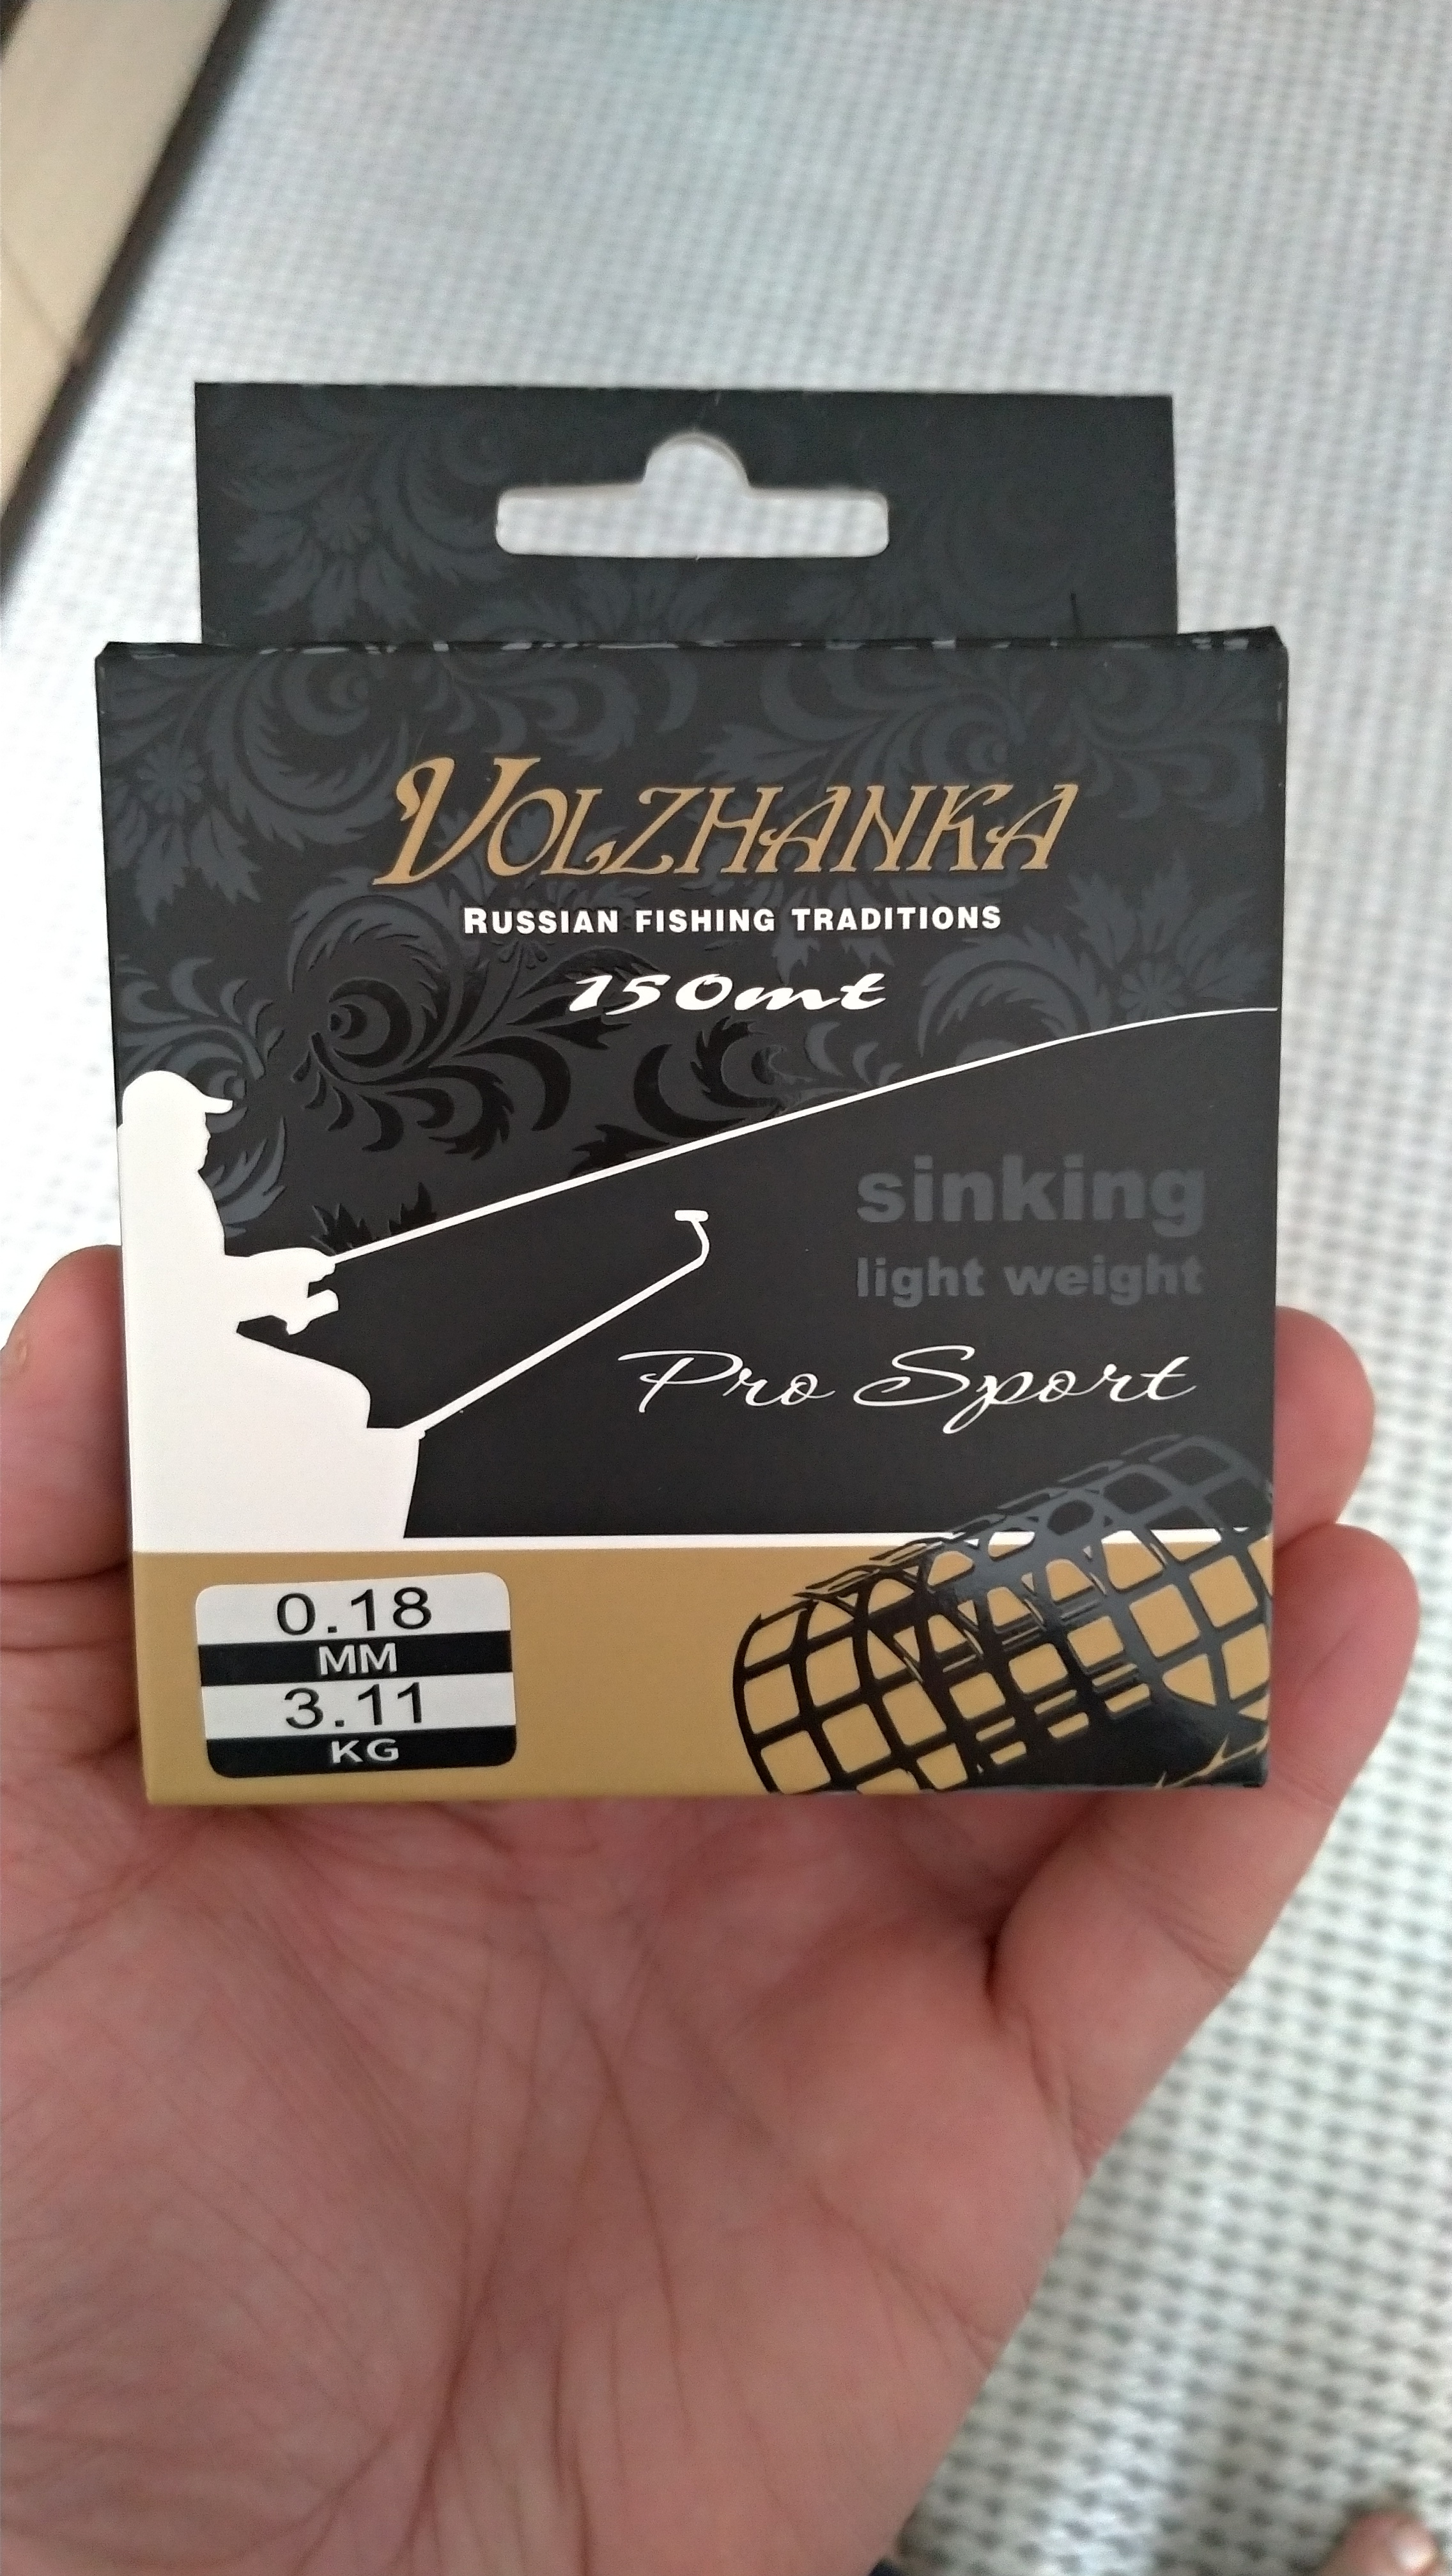 VOLZHANKA
RUSSIAN FISHING TRADITIONS
150mt
sinking
light weight
Pro Sport
0.18
MM
3.11
KG